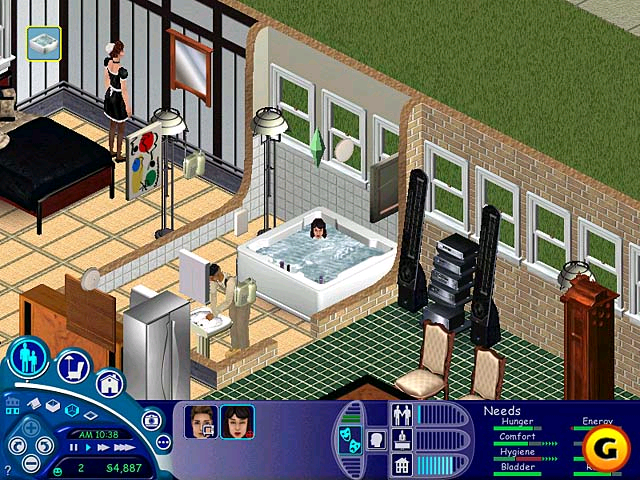 Needs
Hunger Energy
Comfort
Hygiene
Bladder
AM 10:38
? 2 $4,887
G